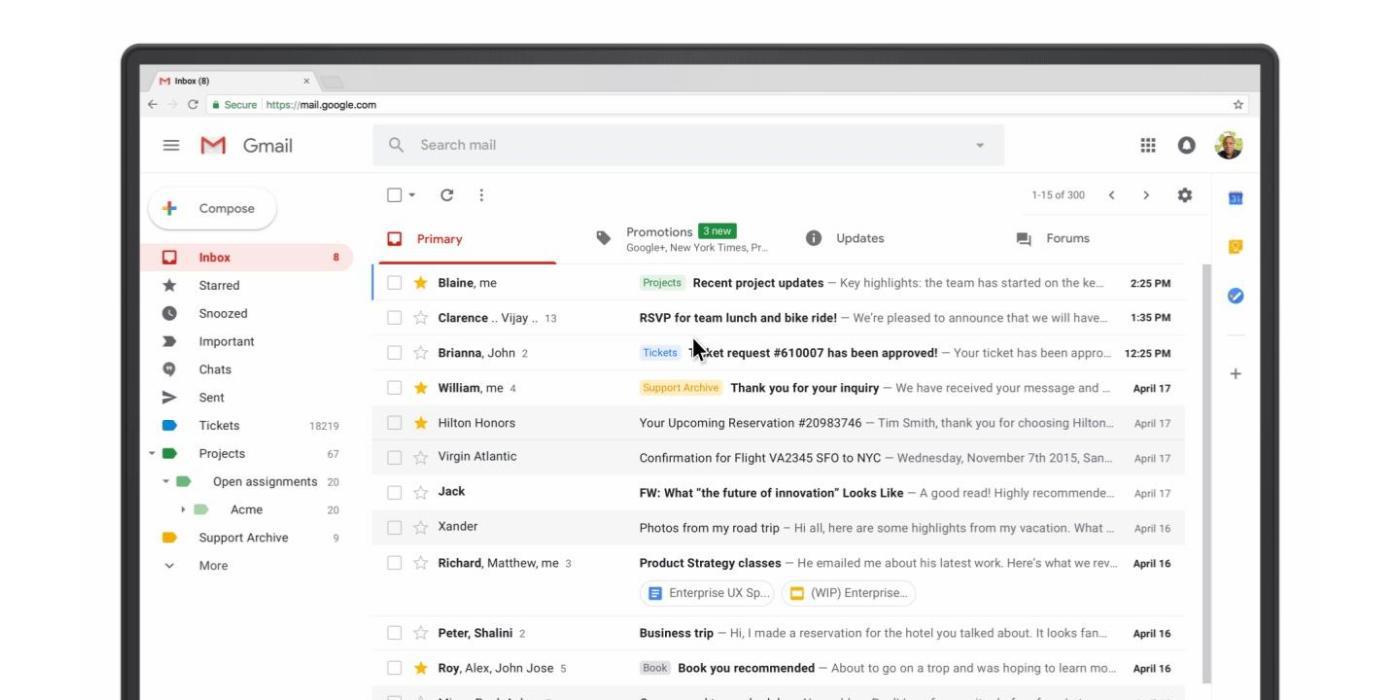 Inbox (8)
Secure https://mail.google.com
Gmail
Search mail
Compose
1-15 of 300
31
Primary
Promotions 3 new
Google+, New York Times, Pr...
Updates
Forums
Inbox 8
Starred
Snoozed
Important
Chats
Sent
Tickets 18219
Projects 67
Open assignments 20
Acme 20
Support Archive 9
More
Blaine, me Projects Recent project updates – Key highlights: the team has started on the ke... 2:25 PM
Clarence .. Vijay .. 13 RSVP for team lunch and bike ride! – We're pleased to announce that we will have... 1:35 PM
Brianna, John 2 Tickets request #610007 has been approved! – Your ticket has been appro... 12:25 PM
William, me 4 Support Archive Thank you for your inquiry – We have received your message and ... April 17
Hilton Honors Your Upcoming Reservation #20983746 – Tim Smith, thank you for choosing Hilton... April 17
Virgin Atlantic Confirmation for Flight VA2345 SFO to NYC – Wednesday, November 7th 2015, San... April 17
Jack FW: What “the future of innovation” Looks Like – A good read! Highly recommende... April 17
Xander Photos from my road trip – Hi all, here are some highlights from my vacation. What ... April 16
Richard, Matthew, me 3 Product Strategy classes – He emailed me about his latest work. Here's what we rev... April 16
Enterprise UX Sp... (WIP) Enterprise...
Peter, Shalini 2 Business trip – Hi, I made a reservation for the hotel you talked about. It looks fan... April 16
Roy, Alex, John Jose 5 Book Book you recommended – About to go on a trop and was hoping to learn mo... April 16